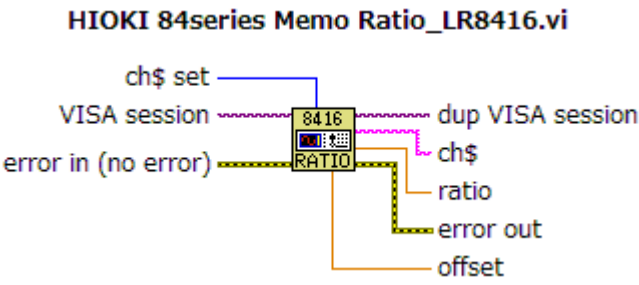 HIOKI 84series Memo Ratio_LR8416.vi
ch$ set
VISA session
error in (no error)
8416
RATIO
dup VISA session
ch$
ratio
error out
offset